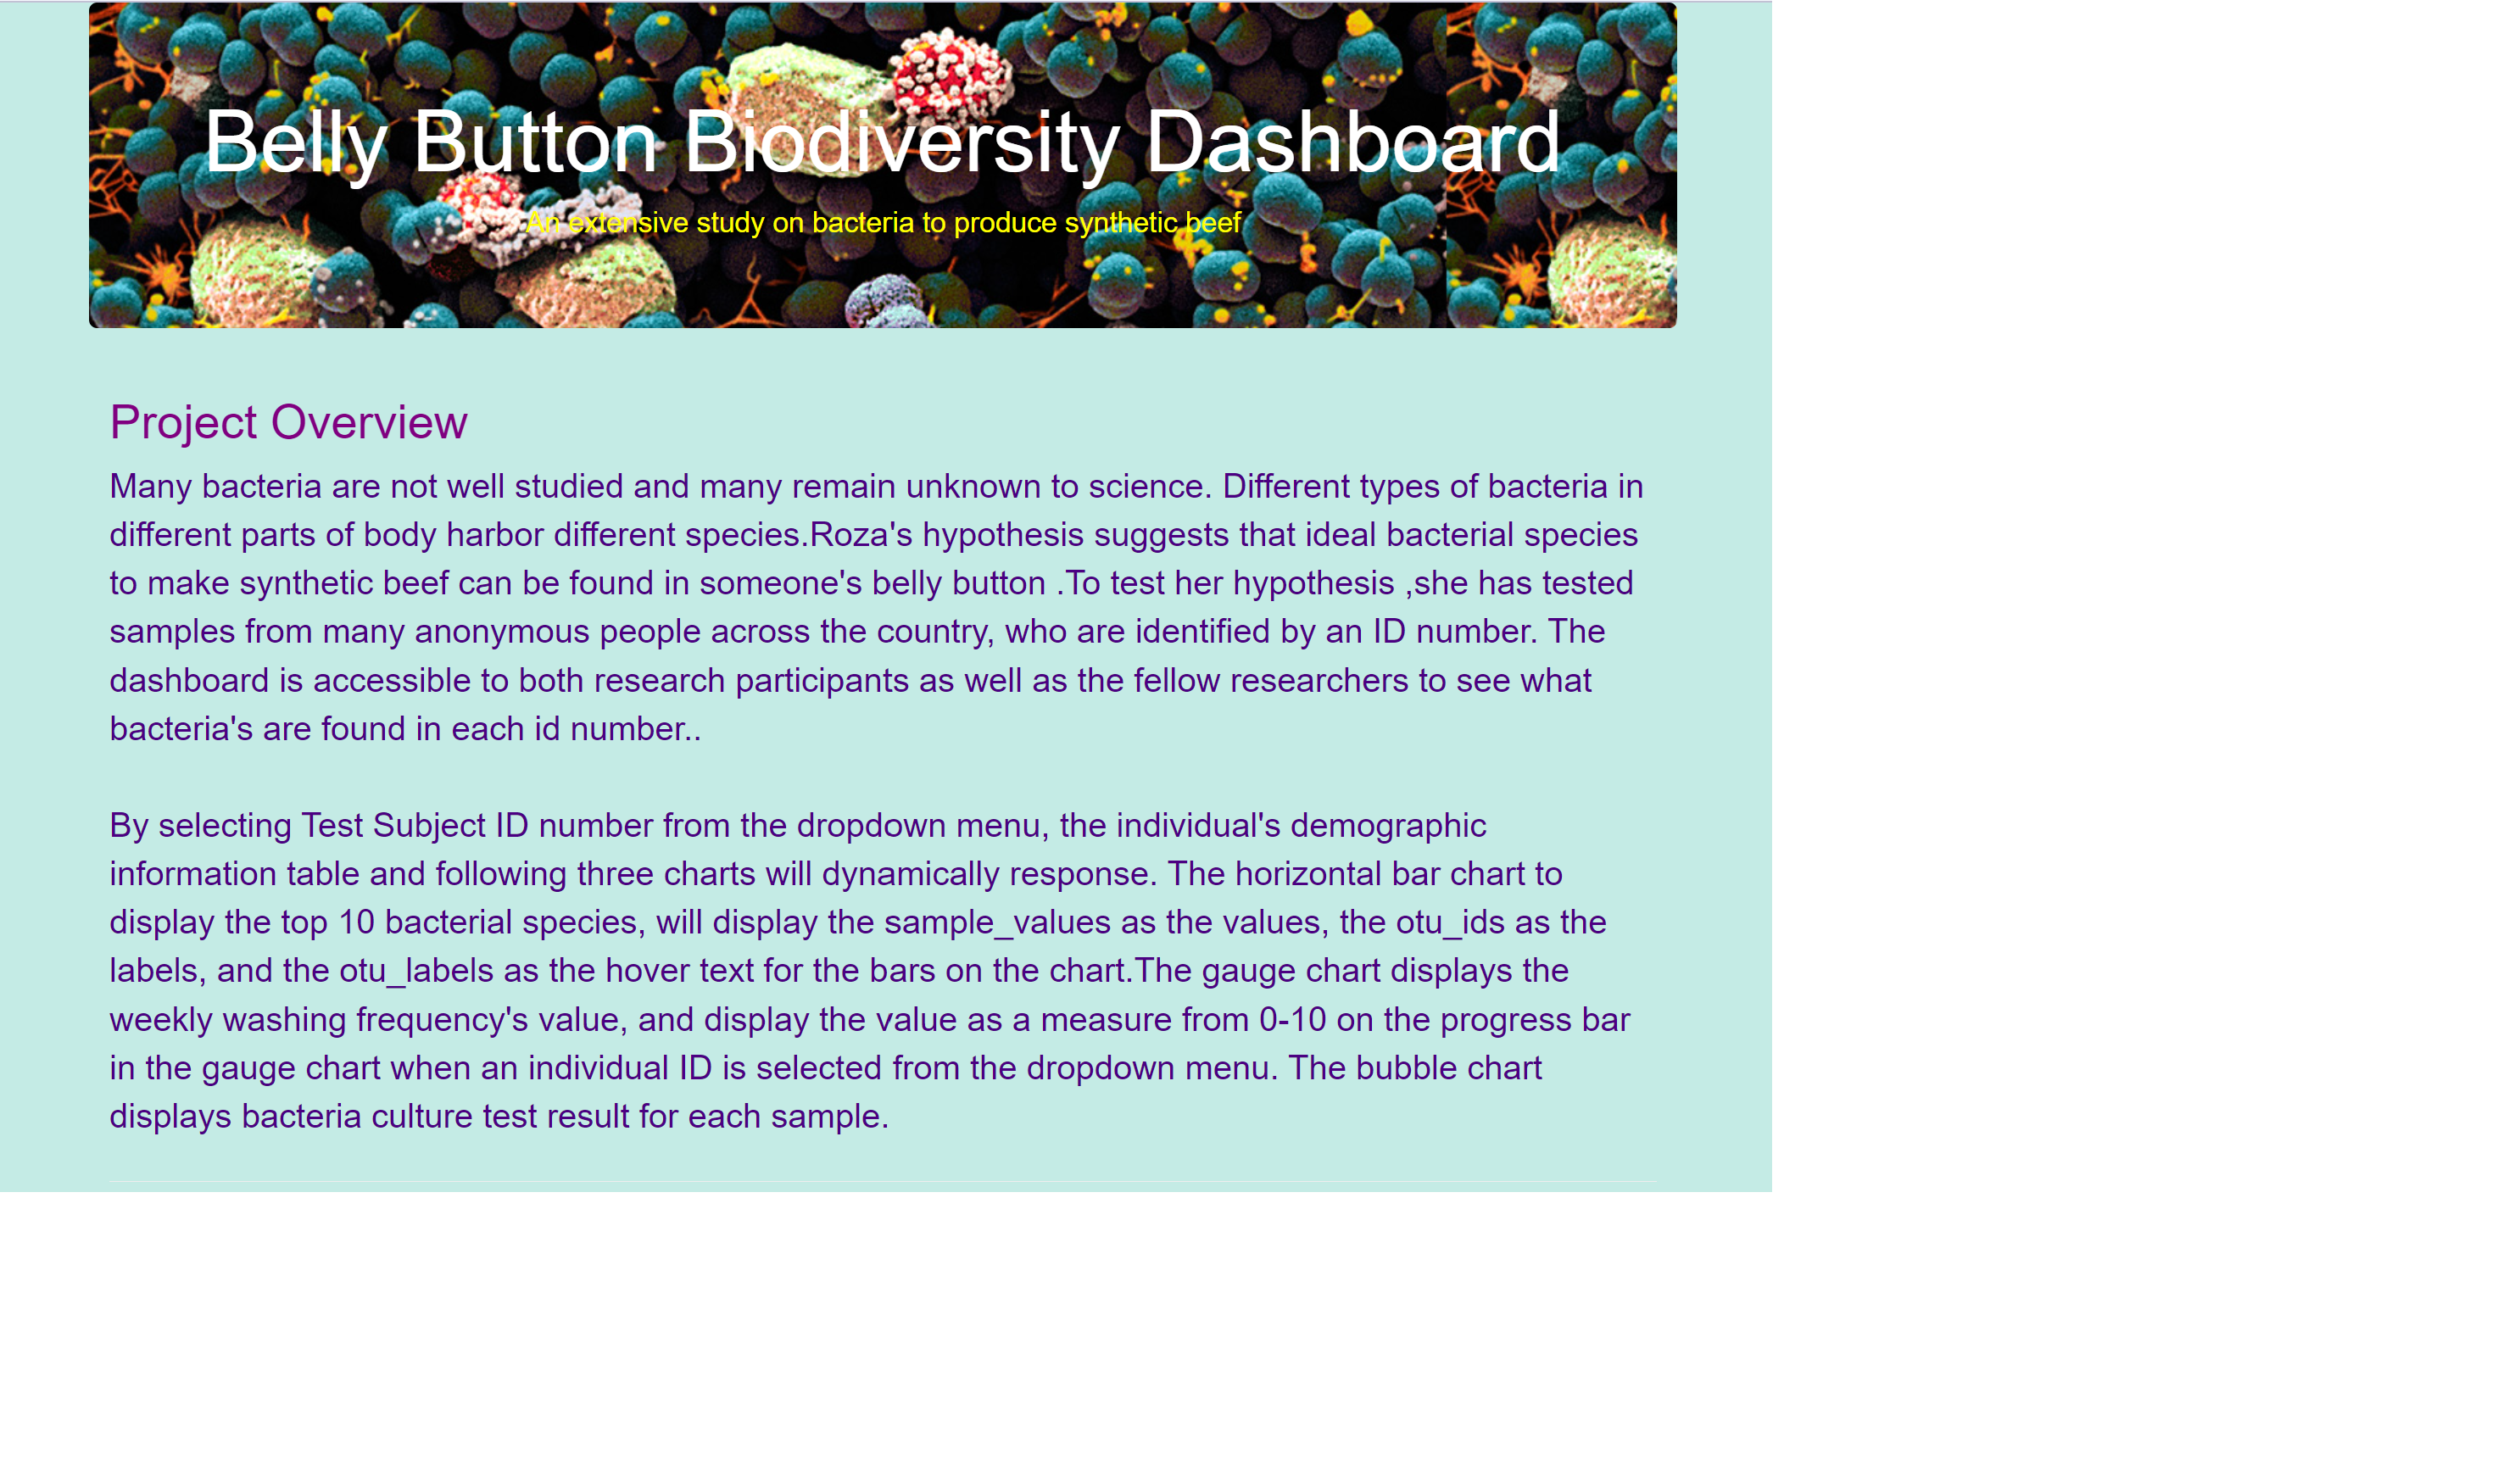 Belly Button Biodiversity Dashboard
An extensive study on bacteria to produce synthetic beef
Project Overview
Many bacteria are not well studied and many remain unknown to science. Different types of bacteria in
different parts of body harbor different species.Roza's hypothesis suggests that ideal bacterial species
to make synthetic beef can be found in someone's belly button .To test her hypothesis ,she has tested
samples from many anonymous people across the country, who are identified by an ID number. The
dashboard is accessible to both research participants as well as the fellow researchers to see what
bacteria's are found in each id number..
By selecting Test Subject ID number from the dropdown menu, the individual's demographic
information table and following three charts will dynamically response. The horizontal bar chart to
display the top 10 bacterial species, will display the sample_values as the values, the otu_ids as the
labels, and the otu_labels as the hover text for the bars on the chart.The gauge chart displays the
weekly washing frequency's value, and display the value as a measure from 0-10 on the progress bar
in the gauge chart when an individual ID is selected from the dropdown menu. The bubble chart
displays bacteria culture test result for each sample.